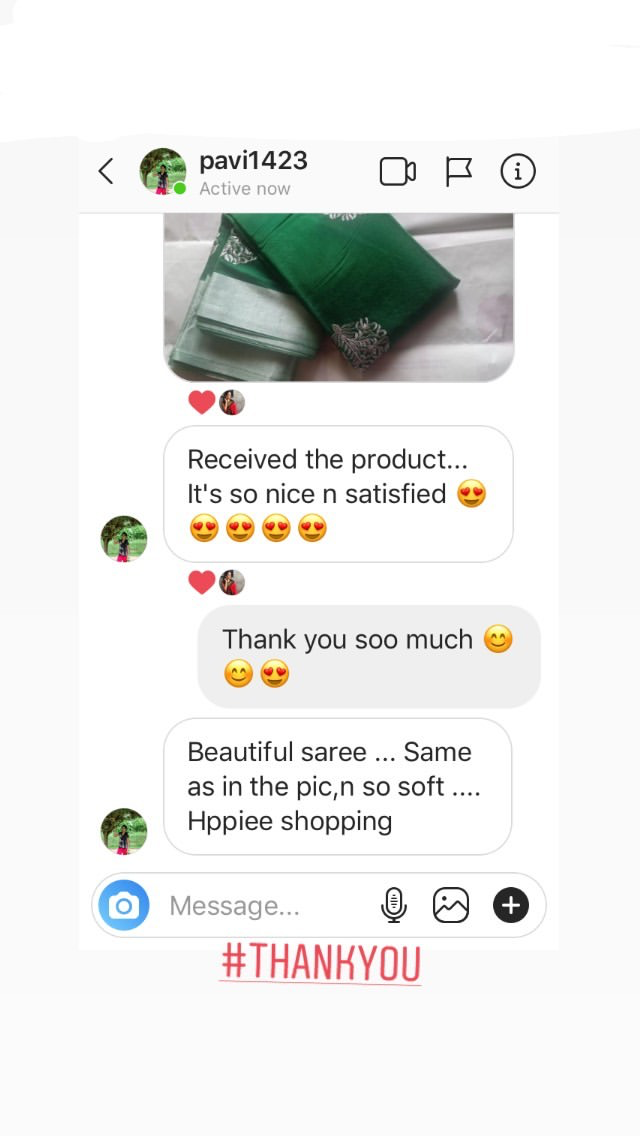 pavi1423
Active now
Received the product...
It's so nice n satisfied 😍
😍😍😍😍
Thank you soo much 😊
😊😍
Beautiful saree ... Same
as in the pic,n so soft ....
Hppiee shopping
Message...
#THANKYOU